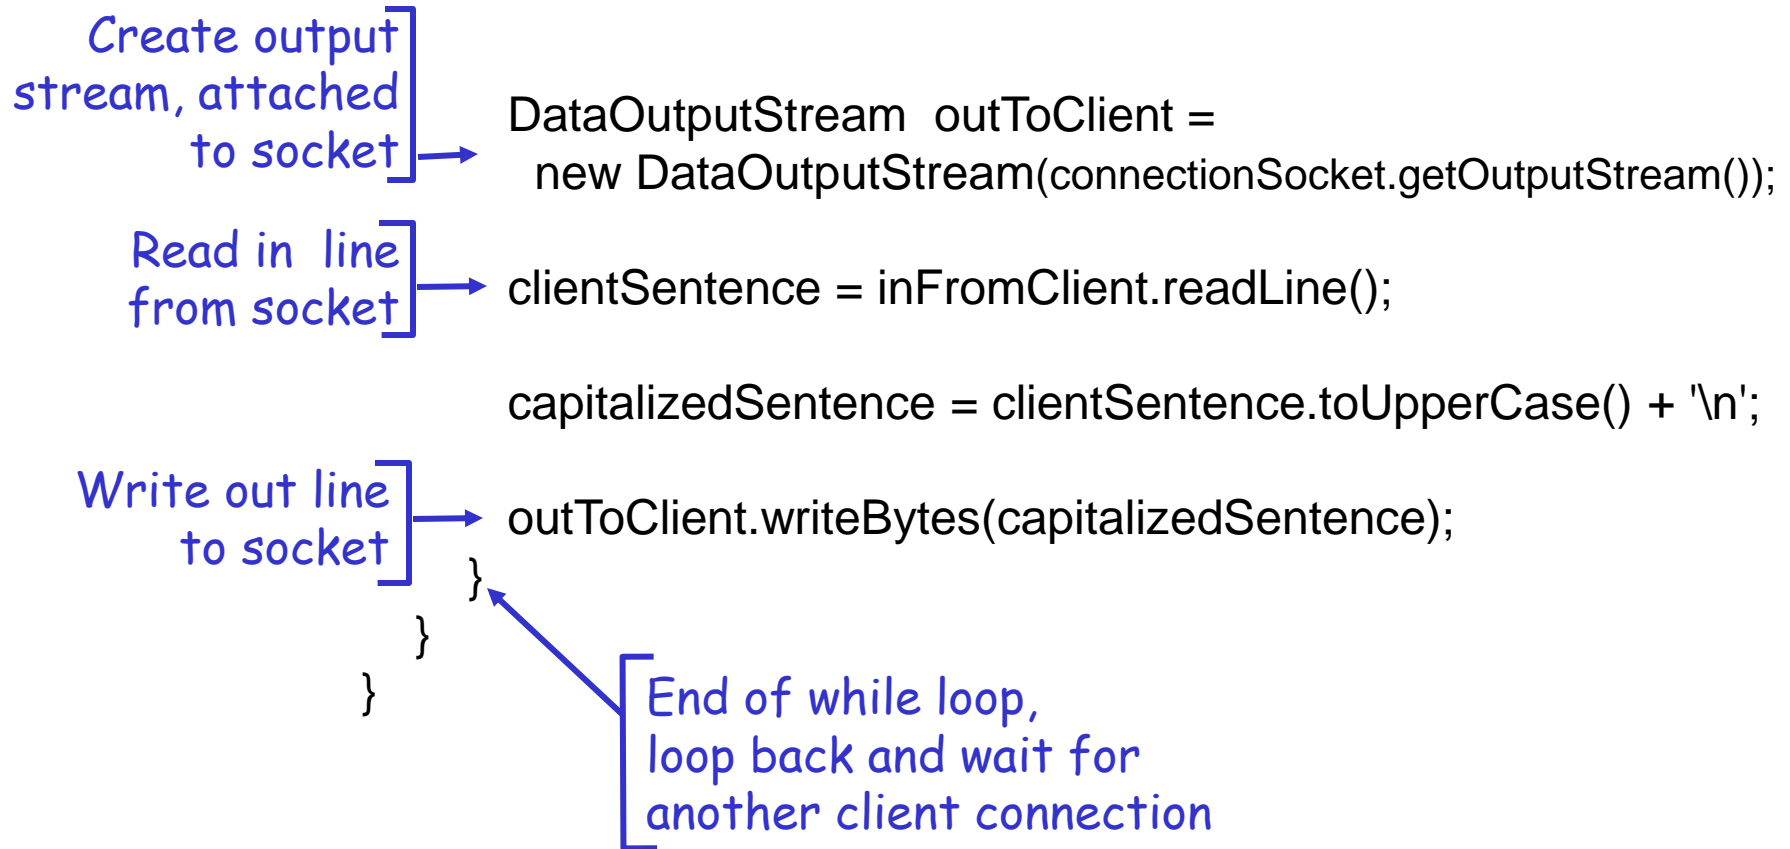 Create output
stream, attached
to socket
DataOutputStream  outToClient =
new DataOutputStream(connectionSocket.getOutputStream());
Read in  line
from socket
clientSentence = inFromClient.readLine();
capitalizedSentence = clientSentence.toUpperCase() + '\n';
Write out line
to socket
outToClient.writeBytes(capitalizedSentence);
}
}
}
End of while loop,
loop back and wait for
another client connection